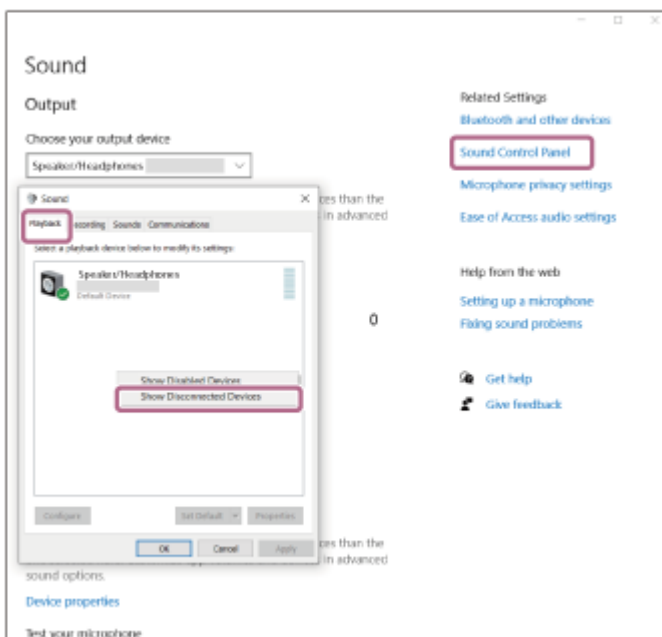 Sound
Output
Choose your output device
Speaker/Headphones
Sound
ces than the
in advanced
Playback ecording Sounds Communications
Select a playback device below to modify its settings:
Speaker/Headphones
Default Device
0
Show Disabled Devices
Show Disconnected Devices
Configure Set Default Properties
OK Cancel Apply
ces than the
in advanced
sound options.
Device properties
Test your microphone
Related Settings
Bluetooth and other devices
Sound Control Panel
Microphone privacy settings
Ease of Access audio settings
Help from the web
Setting up a microphone
Fixing sound problems
Get help
Give feedback